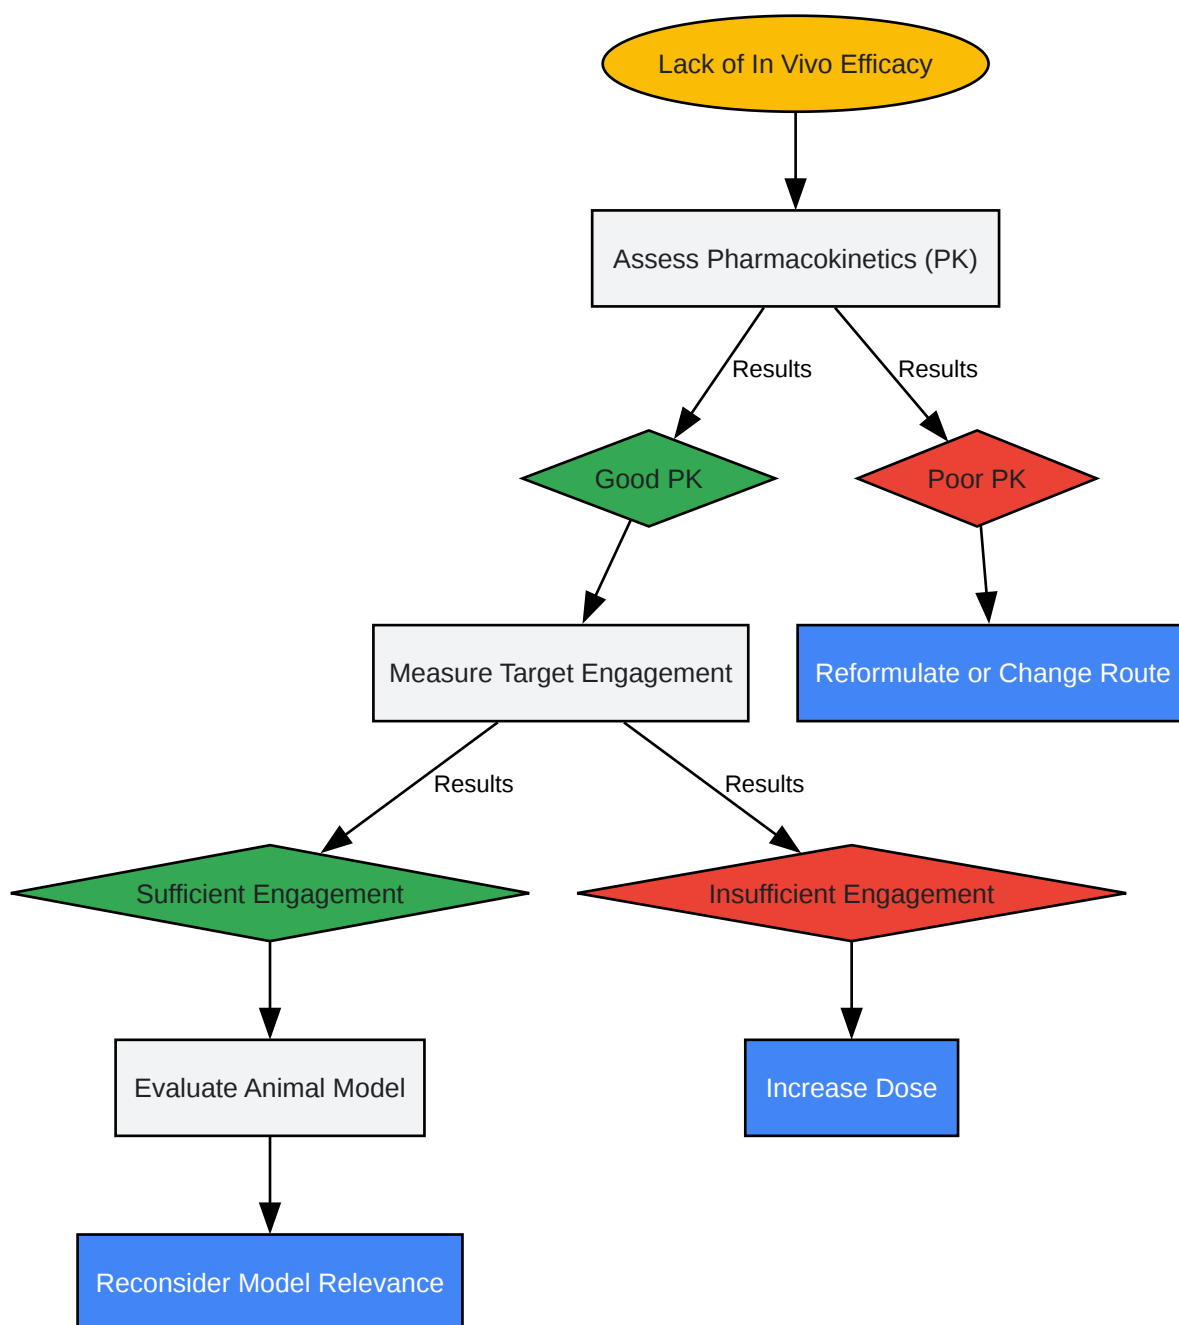 Lack of In Vivo Efficacy
Assess Pharmacokinetics (PK)
Results
Results
Good PK
Poor PK
Measure Target Engagement
Reformulate or Change Route
Results
Results
Sufficient Engagement
Insufficient Engagement
Evaluate Animal Model
Increase Dose
Reconsider Model Relevance